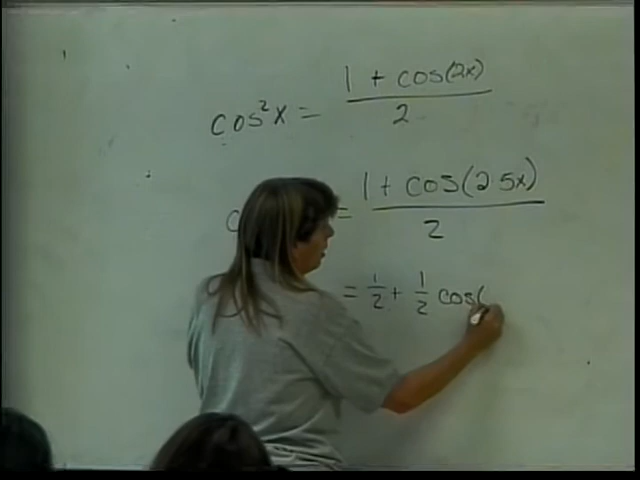 cos²x = (1 + cos(2x))/2
c = (1 + cos(2·5x))/2
= 1/2 + 1/2 cos(